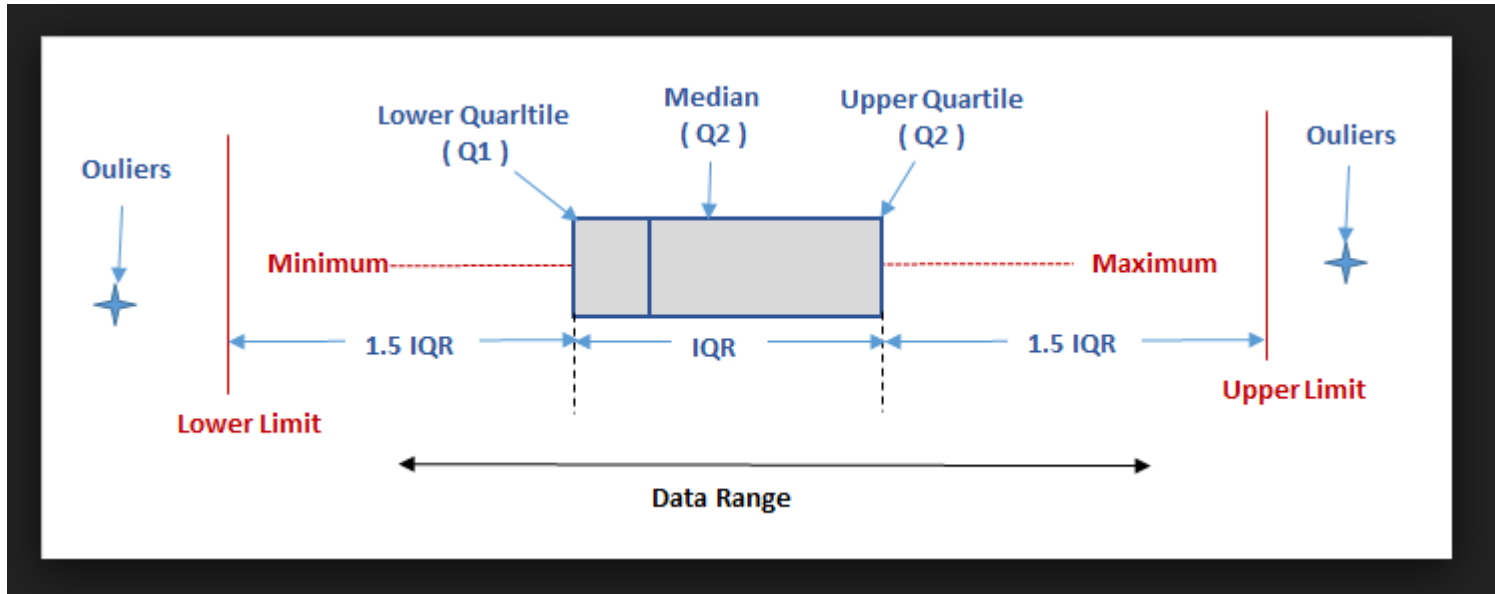 Lower Quarltile
( Q1 )
Median
( Q2 )
Upper Quartile
( Q2 )
Ouliers
Ouliers
Minimum
Maximum
1.5 IQR
IQR
1.5 IQR
Lower Limit
Upper Limit
Data Range